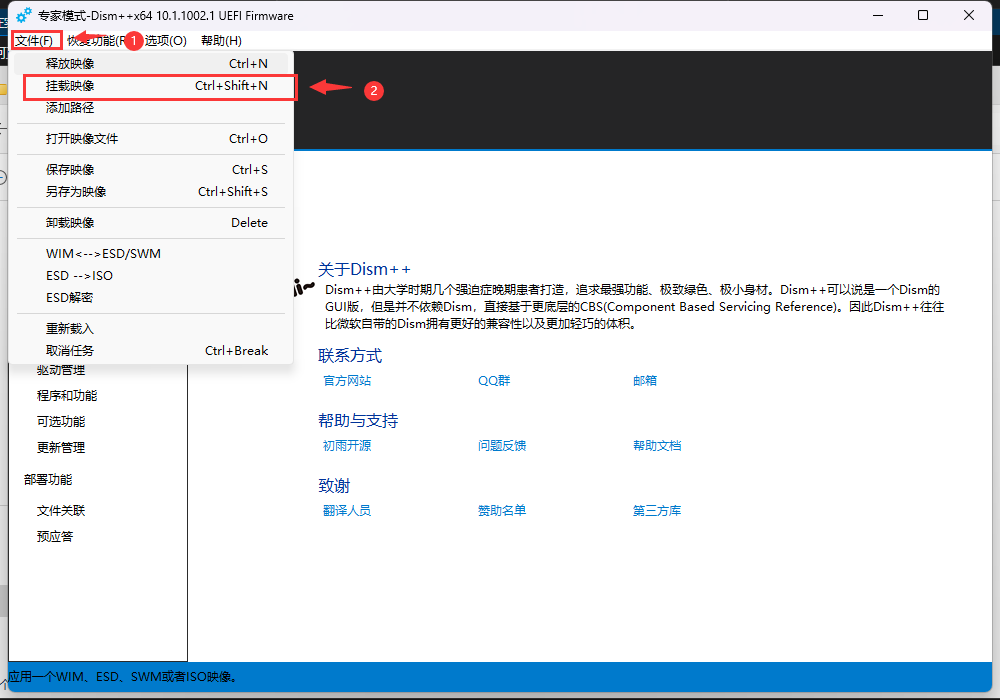 专家模式-Dism++x64 10.1.1002.1 UEFI Firmware
文件(F) 恢复功能(R 1 选项(O) 帮助(H)
释放映像 Ctrl+N
挂载映像 Ctrl+Shift+N 2
添加路径
打开映像文件 Ctrl+O
保存映像 Ctrl+S
另存为映像 Ctrl+Shift+S
卸载映像 Delete
WIM<-->ESD/SWM
ESD -->ISO
ESD解密
重新载入
取消任务 Ctrl+Break
驱动管理
程序和功能
可选功能
更新管理
部署功能
文件关联
预应答
关于Dism++
Dism++由大学时期几个强迫症晚期患者打造，追求最强功能、极致绿色、极小身材。Dism++可以说是一个Dism的
GUI版，但是并不依赖Dism，直接基于更底层的CBS(Component Based Servicing Reference)。因此Dism++往往
比微软自带的Dism拥有更好的兼容性以及更加轻巧的体积。
联系方式
官方网站 QQ群 邮箱
帮助与支持
初雨开源 问题反馈 帮助文档
致谢
翻译人员 赞助名单 第三方库
应用一个WIM、ESD、SWM或者ISO映像。